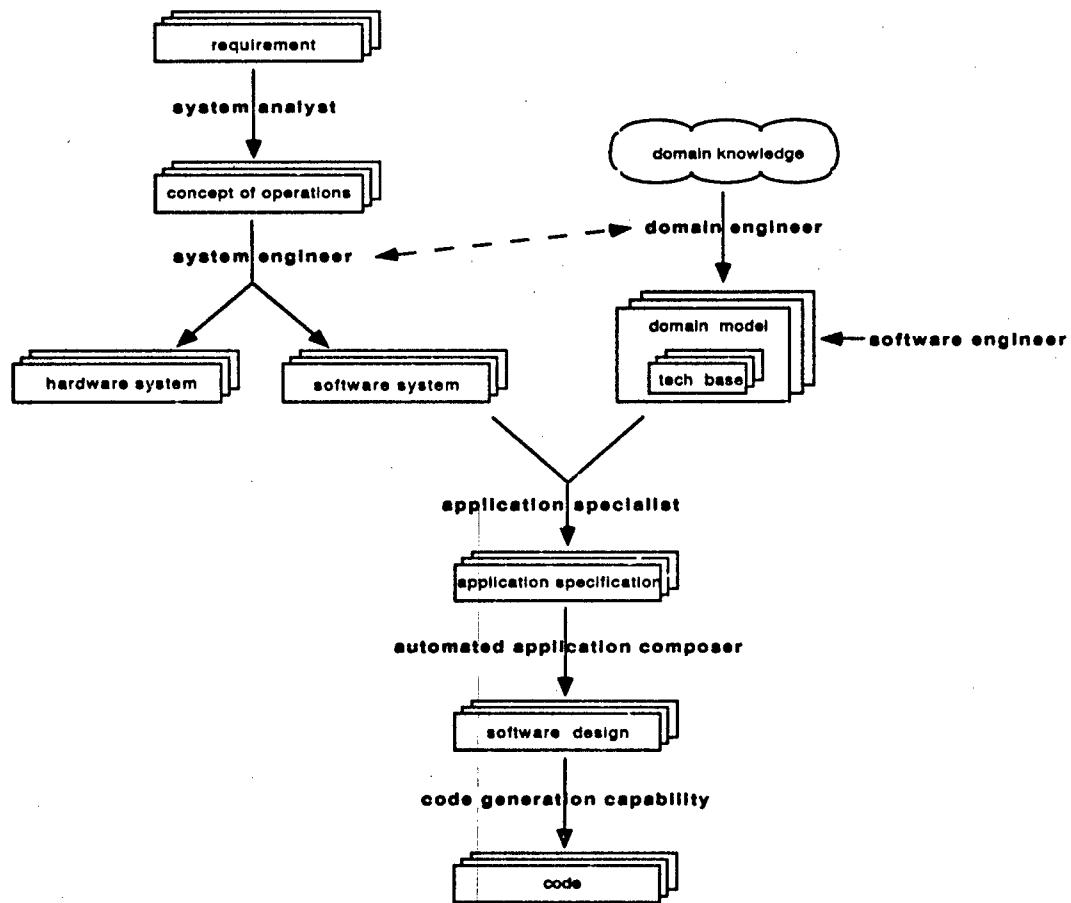 requirement
system analyst
domain knowledge
concept of operations
domain engineer
system engineer
domain model
software engineer
hardware system
software system
tech base
application specialist
application specification
automated application composer
software design
code generation capability
code